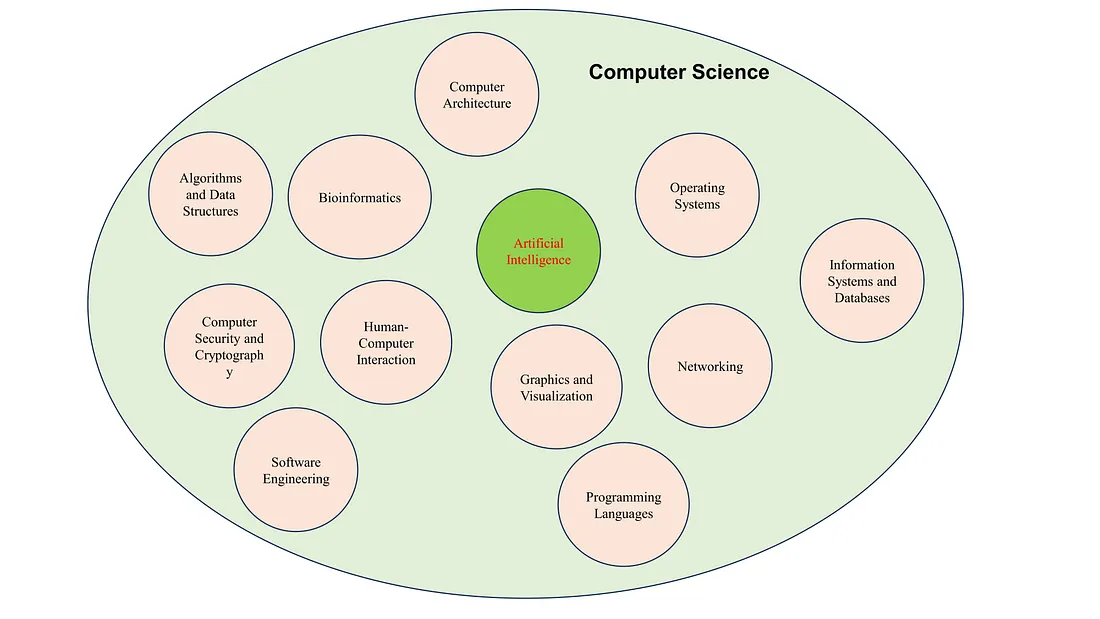 Computer Science
Computer
Architecture
Algorithms
and Data
Structures
Bioinformatics
Operating
Systems
Artificial
Intelligence
Information
Systems and
Databases
Computer
Security and
Cryptograph
y
Human-
Computer
Interaction
Graphics and
Visualization
Networking
Software
Engineering
Programming
Languages